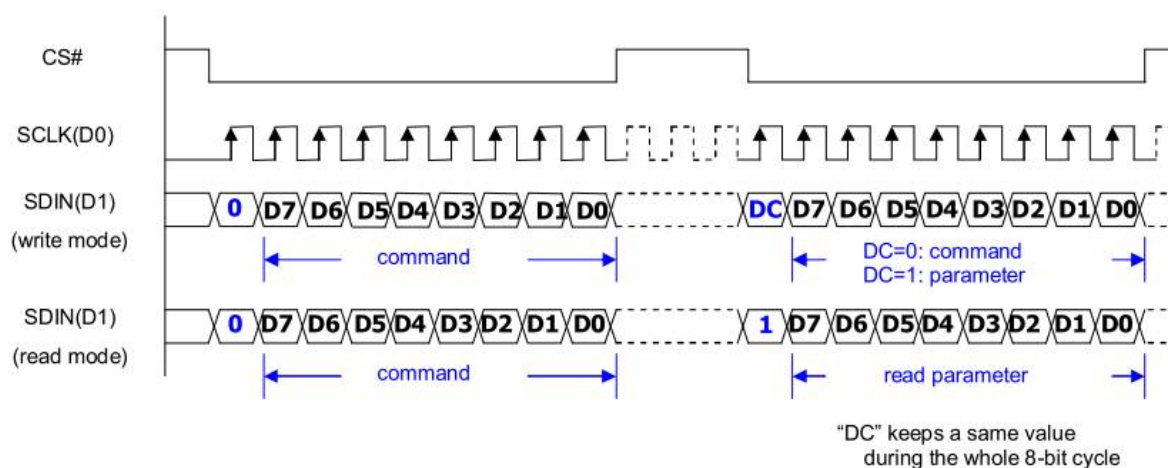 CS#
SCLK(D0)
SDIN(D1)
(write mode)
0 D7 D6 D5 D4 D3 D2 D1 D0
DC D7 D6 D5 D4 D3 D2 D1 D0
command
DC=0: command
DC=1: parameter
SDIN(D1)
(read mode)
0 D7 D6 D5 D4 D3 D2 D1 D0
1 D7 D6 D5 D4 D3 D2 D1 D0
command
read parameter
“DC” keeps a same value
during the whole 8-bit cycle